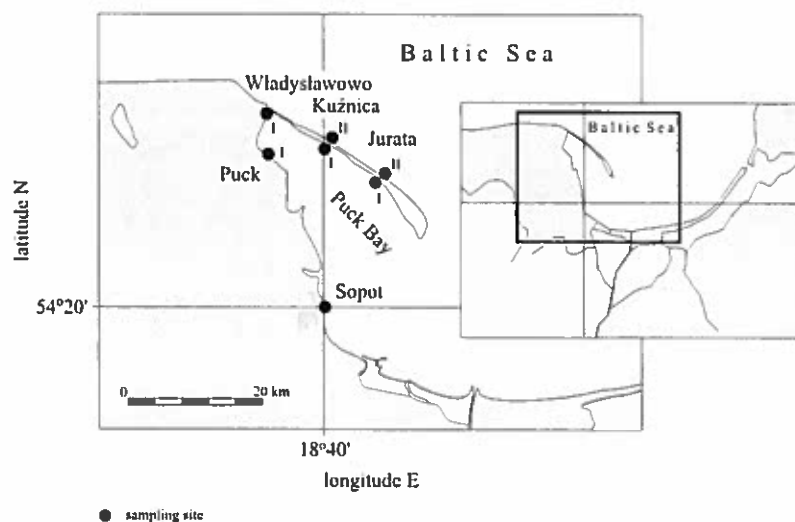 Baltic Sea
Władysławowo
Kuźnica
II
I
I
Jurata
II
I
I
Puck
Puck Bay
Baltic Sea
latitude N
54°20'
Sopot
0 20 km
18°40'
longitude E
sampling site